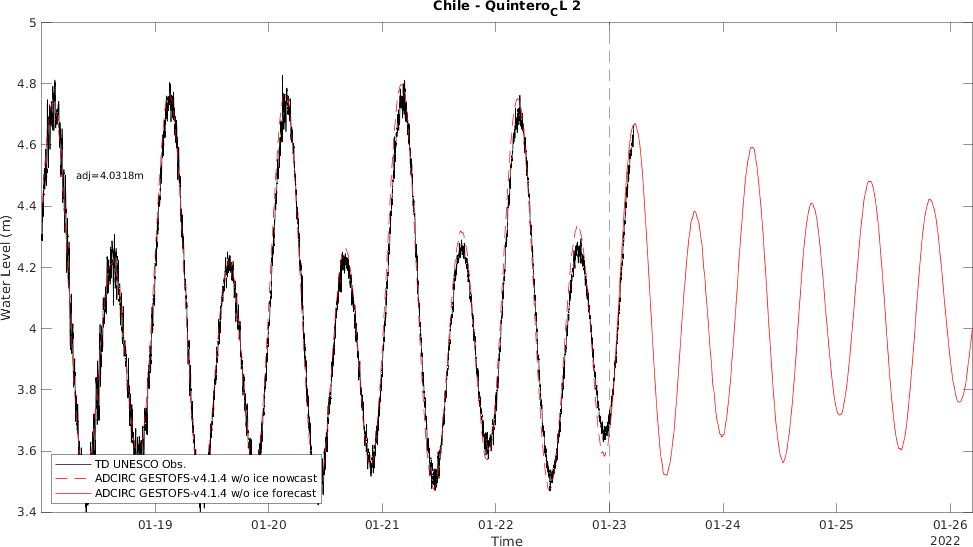 Chile - Quintero_CL 2
5
4.8
4.6
4.4
4.2
4
3.8
3.6
3.4
Water Level (m)
adj=4.0318m
TD UNESCO Obs.
ADCIRC GESTOFS-v4.1.4 w/o ice nowcast
ADCIRC GESTOFS-v4.1.4 w/o ice forecast
01-19 01-20 01-21 01-22 01-23 01-24 01-25 01-26
Time 2022